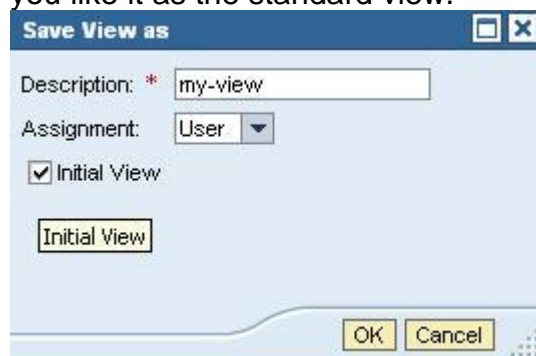 you like it as the standard view.
Save View as
Description: * my-view
Assignment: User
Initial View
Initial View
OK Cancel